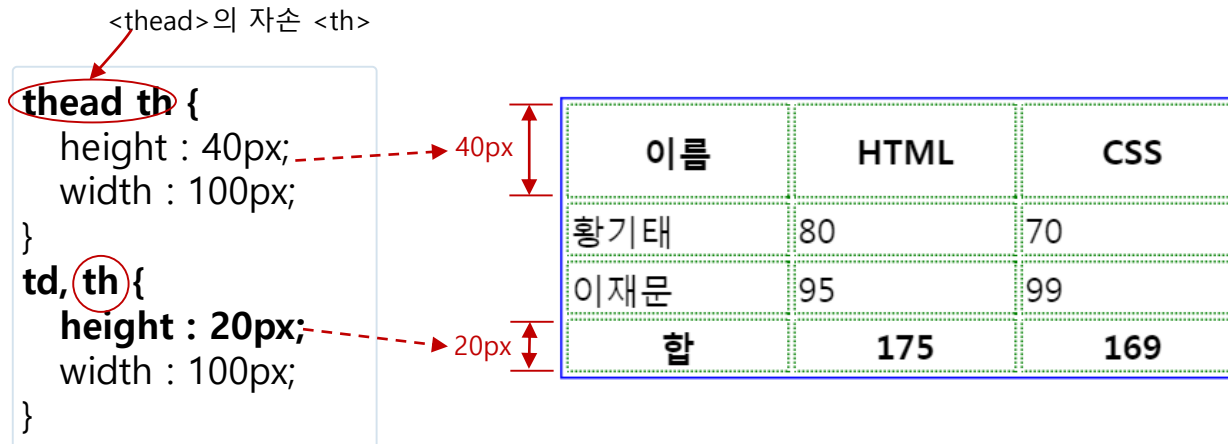 <thead>의 자손 <th>
thead th {
height : 40px;
width : 100px;
}
td, th {
height : 20px;
width : 100px;
}
40px
20px
이름 HTML CSS
황기태 80 70
이재문 95 99
합 175 169